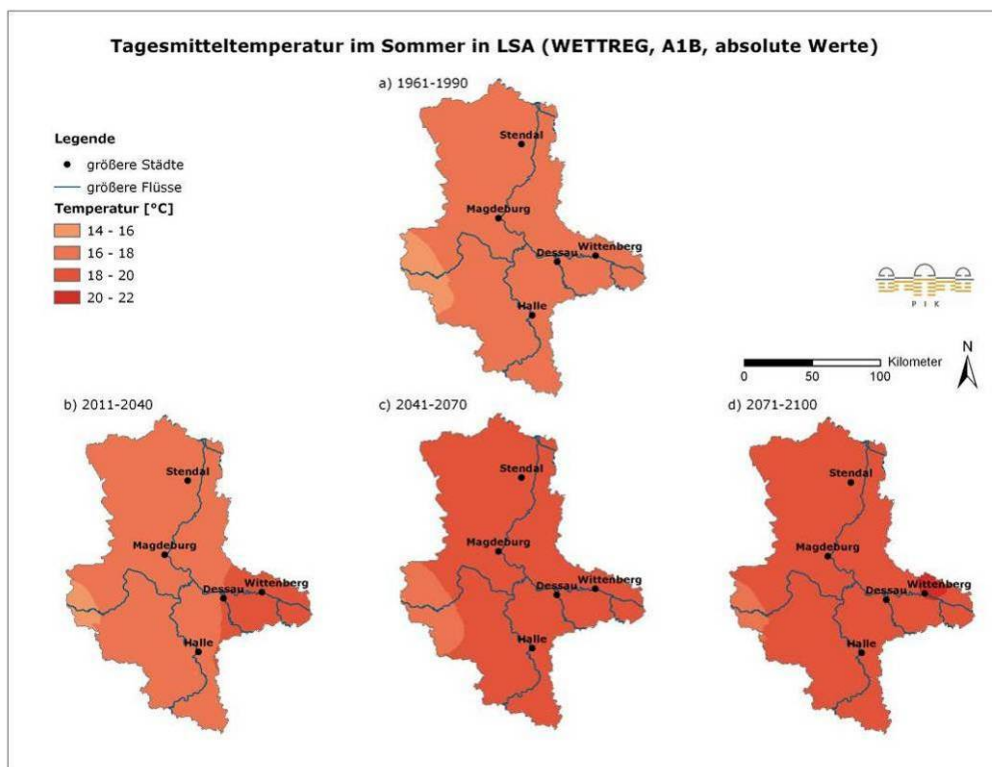 Tagesmitteltemperatur im Sommer in LSA (WETTREG, A1B, absolute Werte)
a) 1961-1990
Legende
größere Städte
größere Flüsse
Temperatur [°C]
14 - 16
16 - 18
18 - 20
20 - 22
Stendal
Magdeburg
Dessau
Wittenberg
Halle
P I K
N
Kilometer
0 50 100
b) 2011-2040
Stendal
Magdeburg
Dessau
Wittenberg
Halle
c) 2041-2070
Stendal
Magdeburg
Dessau
Wittenberg
Halle
d) 2071-2100
Stendal
Magdeburg
Dessau
Wittenberg
Halle